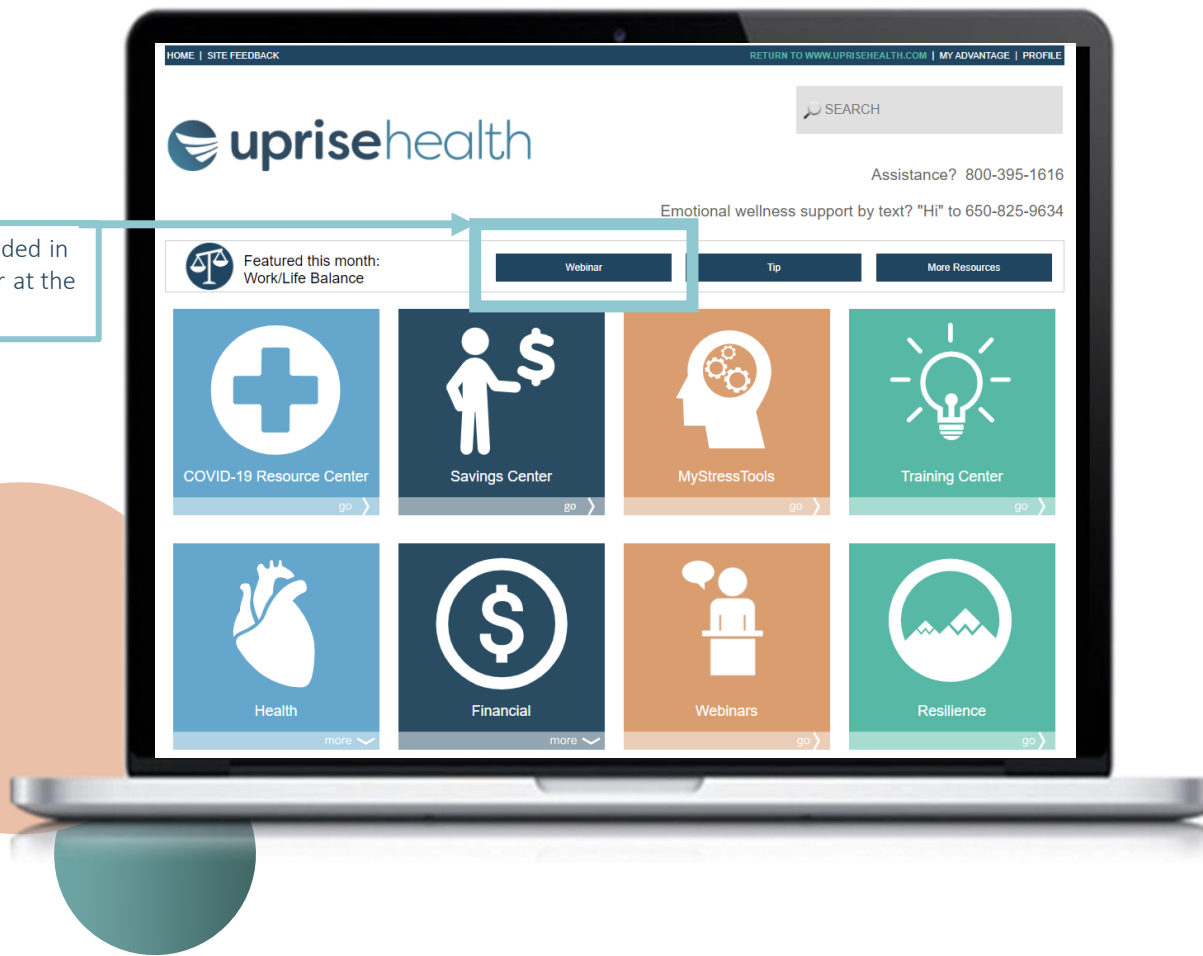 HOME | SITE FEEDBACK
RETURN TO WWW.UPRISEHEALTH.COM | MY ADVANTAGE | PROFILE
SEARCH
uprisehealth
Assistance? 800-395-1616
Emotional wellness support by text? "Hi" to 650-825-9634
ded in
r at the
Featured this month:
Work/Life Balance
Webinar
Tip
More Resources
COVID-19 Resource Center
go
Savings Center
go
MyStressTools
go
Training Center
go
Health
more
Financial
more
Webinars
go
Resilience
go